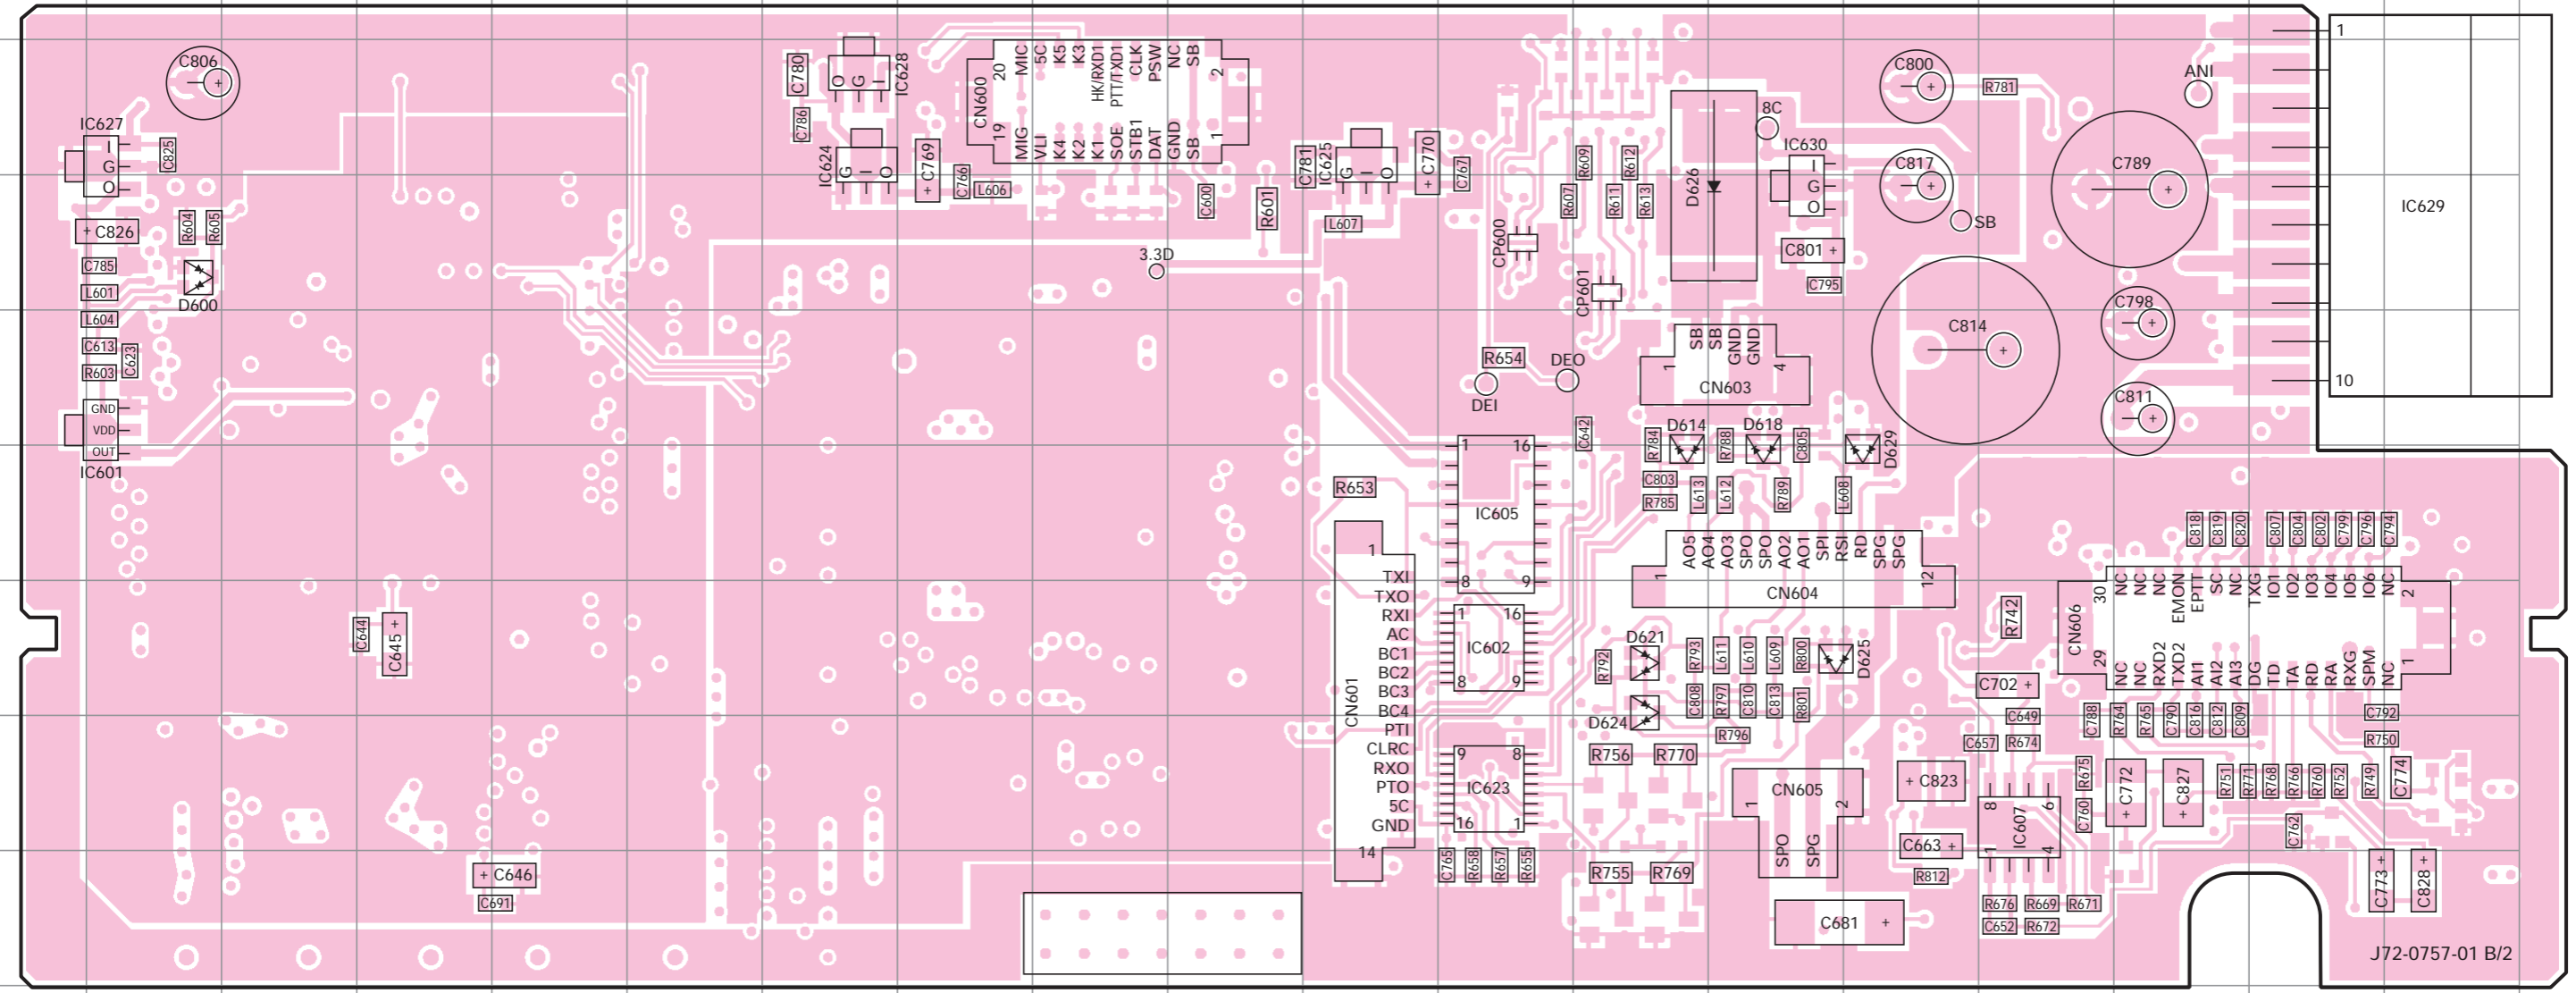 C806
IC627
I
G
O
C825
+ C826
R604
R605
C785
L601
D600
L604
C613
C623
R603
GND
VDD
OUT
IC601
C780
O G I
IC628
C786
IC624
G I O
C769
+
C766
L606
CN600
20
19
MIC
5C
K5
K3
HK/RXD1
PTT/TXD1
CLK
PSW
NC
SB
2
MIG
VLI
K4
K2
K1
SOE
STB1
DAT
GND
SB
1
C600
R601
3.3D
C781
IC625
G I O
C770
+
C767
L607
CP600
CP601
R607
R609
R611
R612
R613
D626
8C
IC630
I
G
O
C801 +
C795
C800
+
R781
C817
+
SB
C789
+
ANI
1
IC629
10
C814
+
C798
+
C811
+
R654
DEO
DEI
SB
SB
GND
GND
1
4
CN603
C642
R784
D614
R788
D618
C805
D629
C803
R785
L613
L612
R789
L608
1
16
IC605
8
9
R653
1
TXI
TXO
RXI
AC
BC1
BC2
BC3
BC4
PTI
CLRC
RXO
PTO
5C
GND
14
CN601
1
16
IC602
8
9
9
8
IC623
16
1
C765
R658
R657
R655
AO5
AO4
AO3
SPO
SPO
AO2
AO1
SPI
RSI
RD
SPG
SPG
1
12
CN604
D621
R792
R793
L611
L610
L609
R800
D625
D624
C808
R797
C810
C813
R801
R796
R756
R770
R755
R769
CN605
1
2
SPO
SPG
C681 +
+ C823
C663 +
R812
R742
C702 +
C649
C657
R674
R675
C760
8
6
IC607
1
4
R676
R669
R671
C652
R672
C818
C819
C820
C807
C804
C802
C799
C796
C794
CN606
30
29
NC
NC
NC
EMON
EPTT
SC
NC
TXG
IO1
IO2
IO3
IO4
IO5
IO6
NC
2
NC
NC
RXD2
TXD2
AI1
AI2
AI3
DG
TD
TA
RD
RA
RXG
SPM
NC
1
C788
R764
R765
C790
C816
C812
C809
C792
R750
C772
+
C827
+
R751
R771
R768
R766
R760
R752
R749
C774
C762
C773 +
C828 +
C644
C645 +
+ C646
C691
J72-0757-01 B/2